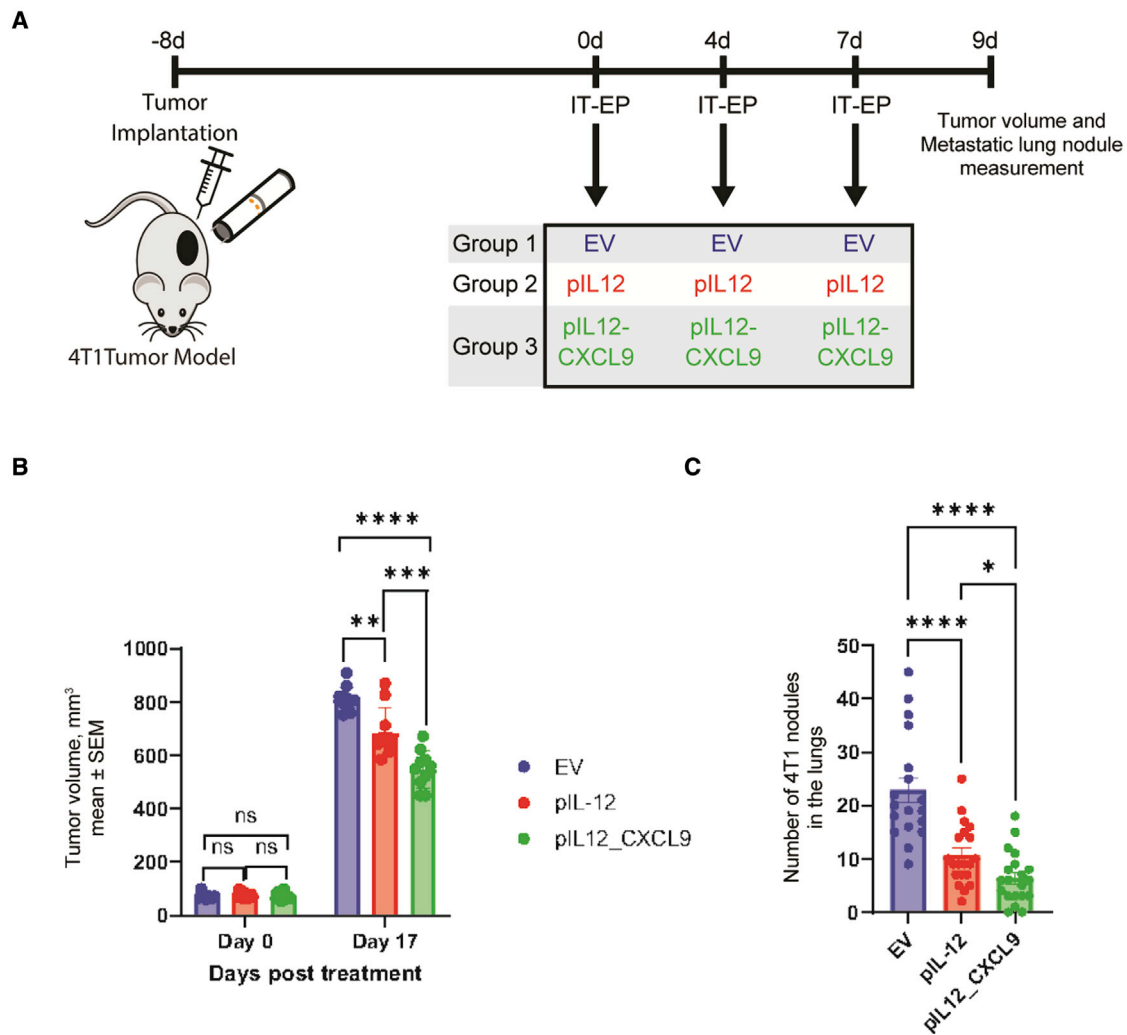 A
-8d 0d 4d 7d 9d
Tumor
Implantation
IT-EP IT-EP IT-EP
Tumor volume and
Metastatic lung nodule
measurement
4T1Tumor Model
Group 1 EV EV EV
Group 2 pIL12 pIL12 pIL12
Group 3 pIL12- pIL12- pIL12-
CXCL9 CXCL9 CXCL9
B
Tumor volume, mm³
mean ± SEM
1000
800
600
400
200
0
ns
ns ns
****
***
**
Day 0 Day 17
Days post treatment
EV
pIL-12
pIL12_CXCL9
C
Number of 4T1 nodules
in the lungs
50
40
30
20
10
0
****
*
****
EV
pIL-12
pIL12_CXCL9